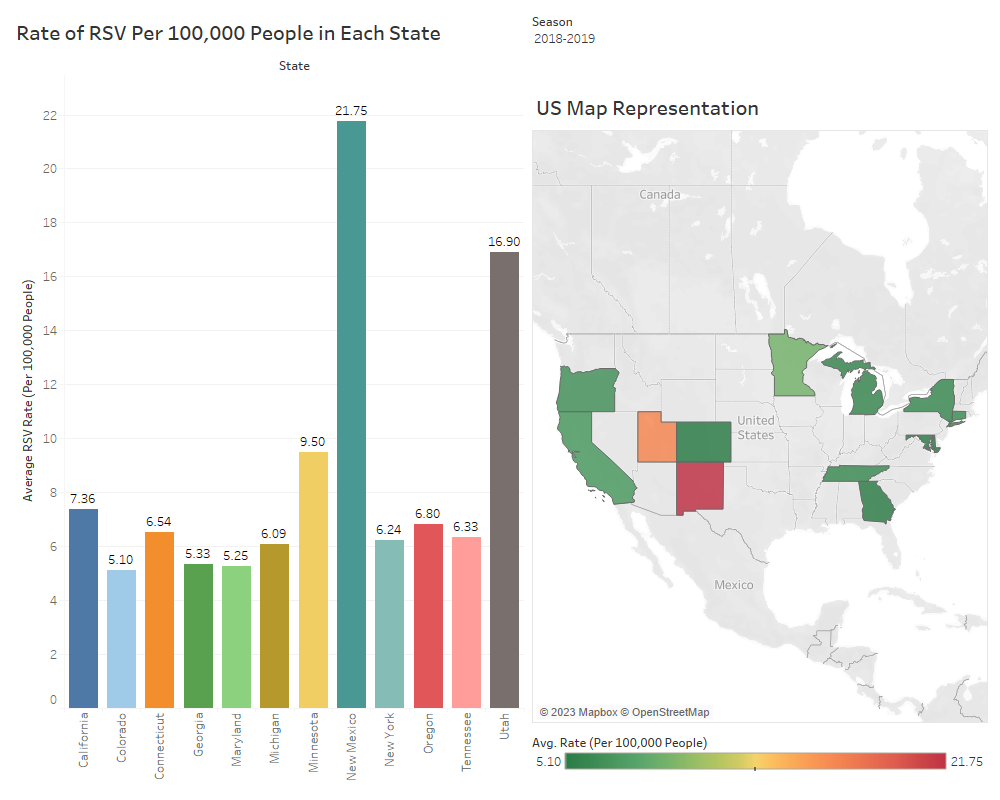 Rate of RSV Per 100,000 People in Each State
Season
2018-2019
State
Average RSV Rate (Per 100,000 People)
22
20
18
16
14
12
10
8
6
4
2
0
7.36
5.10
6.54
5.33
5.25
6.09
9.50
21.75
6.24
6.80
6.33
16.90
California
Colorado
Connecticut
Georgia
Maryland
Michigan
Minnesota
New Mexico
New York
Oregon
Tennessee
Utah
US Map Representation
Canada
United
States
Mexico
© 2023 Mapbox © OpenStreetMap
Avg. Rate (Per 100,000 People)
5.10
21.75